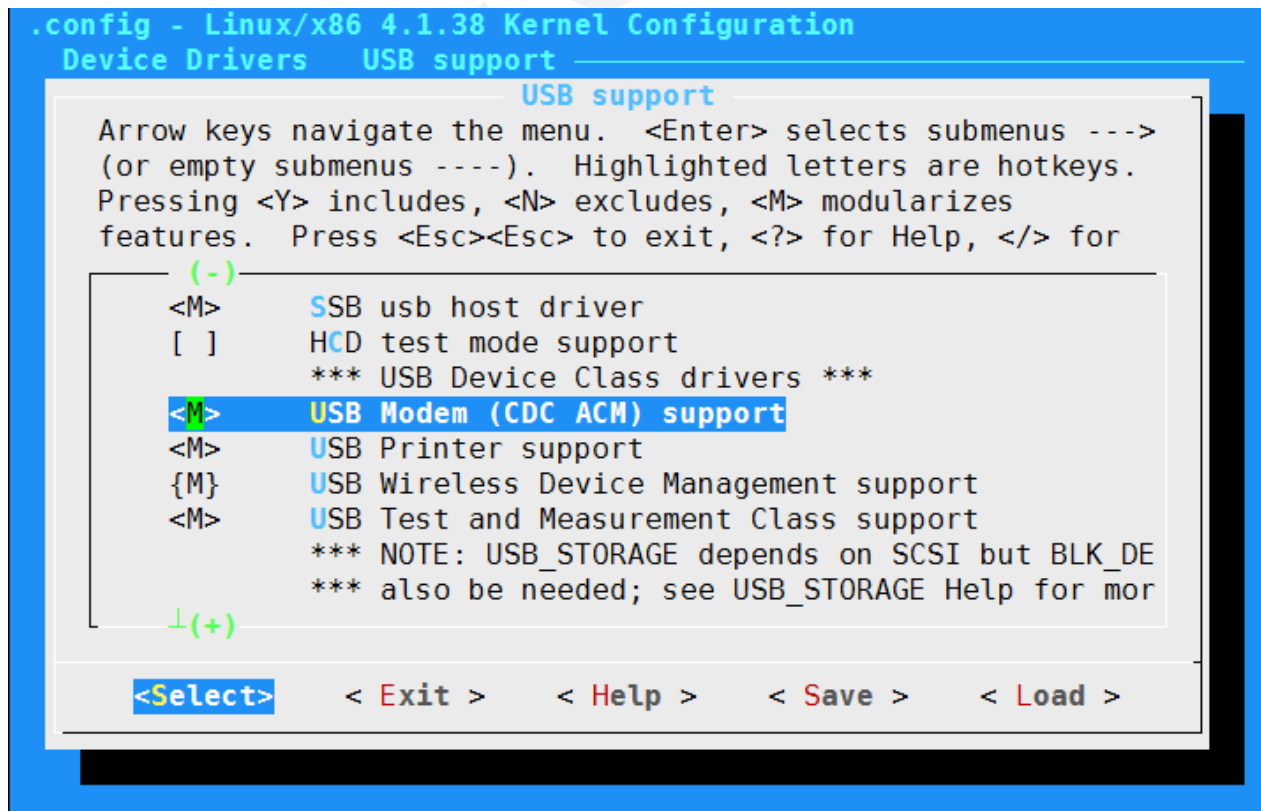 .config - Linux/x86 4.1.38 Kernel Configuration
Device Drivers   USB support
USB support
Arrow keys navigate the menu.  <Enter> selects submenus --->
(or empty submenus ----).  Highlighted letters are hotkeys.
Pressing <Y> includes, <N> excludes, <M> modularizes
features.  Press <Esc><Esc> to exit, <?> for Help, </> for
(-)
<M>     SSB usb host driver
[ ]     HCD test mode support
*** USB Device Class drivers ***
<M>     USB Modem (CDC ACM) support
<M>     USB Printer support
{M}     USB Wireless Device Management support
<M>     USB Test and Measurement Class support
*** NOTE: USB_STORAGE depends on SCSI but BLK_DE
*** also be needed; see USB_STORAGE Help for mor
┴(+)
<Select>    < Exit >    < Help >    < Save >    < Load >